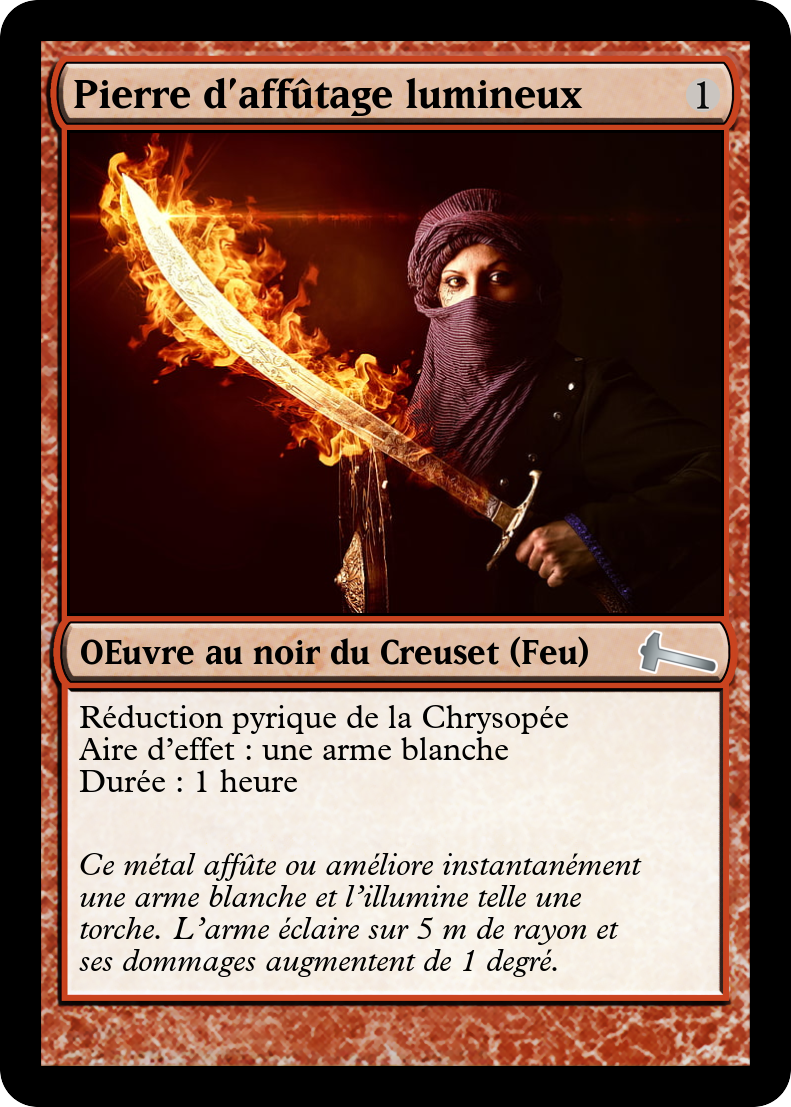 Pierre d'affûtage lumineux
1
OEuvre au noir du Creuset (Feu)
Réduction pyrique de la Chrysopée
Aire d’effet : une arme blanche
Durée : 1 heure
Ce métal affûte ou améliore instantanément
une arme blanche et l’illumine telle une
torche. L’arme éclaire sur 5 m de rayon et
ses dommages augmentent de 1 degré.